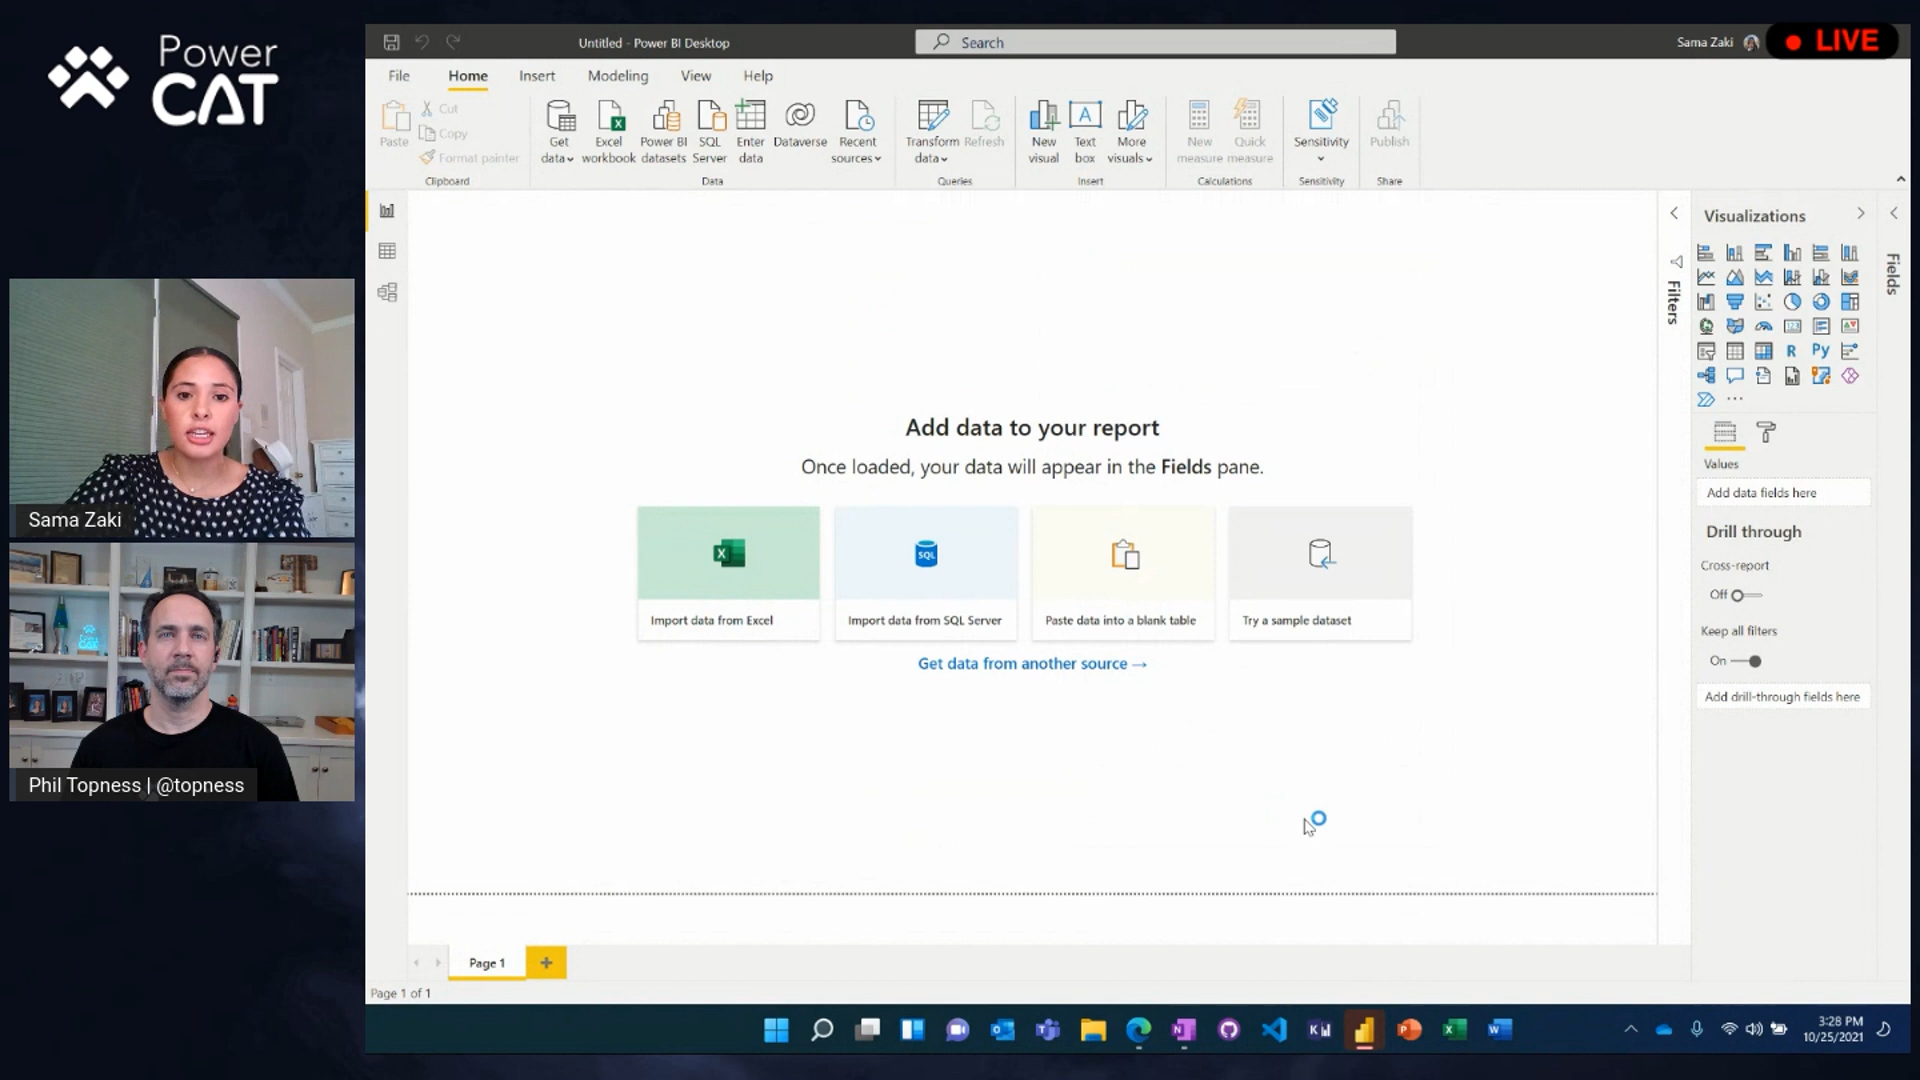 Power
CAT
Untitled - Power BI Desktop
Search
Sama Zaki
LIVE
File
Home
Insert
Modeling
View
Help
Paste
Cut
Copy
Format painter
Clipboard
Get
data
Excel
workbook
Power BI
datasets
SQL
Server
Enter
data
Dataverse
Recent
sources
Data
Transform
data
Refresh
Queries
New
visual
Text
box
More
visuals
Insert
New
measure
Quick
measure
Calculations
Sensitivity
Sensitivity
Publish
Share
Add data to your report
Once loaded, your data will appear in the Fields pane.
SQL
Import data from Excel
Import data from SQL Server
Paste data into a blank table
Try a sample dataset
Get data from another source →
Filters
Visualizations
123
R
Py
Values
Add data fields here
Drill through
Cross-report
Off
Keep all filters
On
Add drill-through fields here
Fields
Sama Zaki
Phil Topness | @topness
Page 1
Page 1 of 1
3:28 PM
10/25/2021